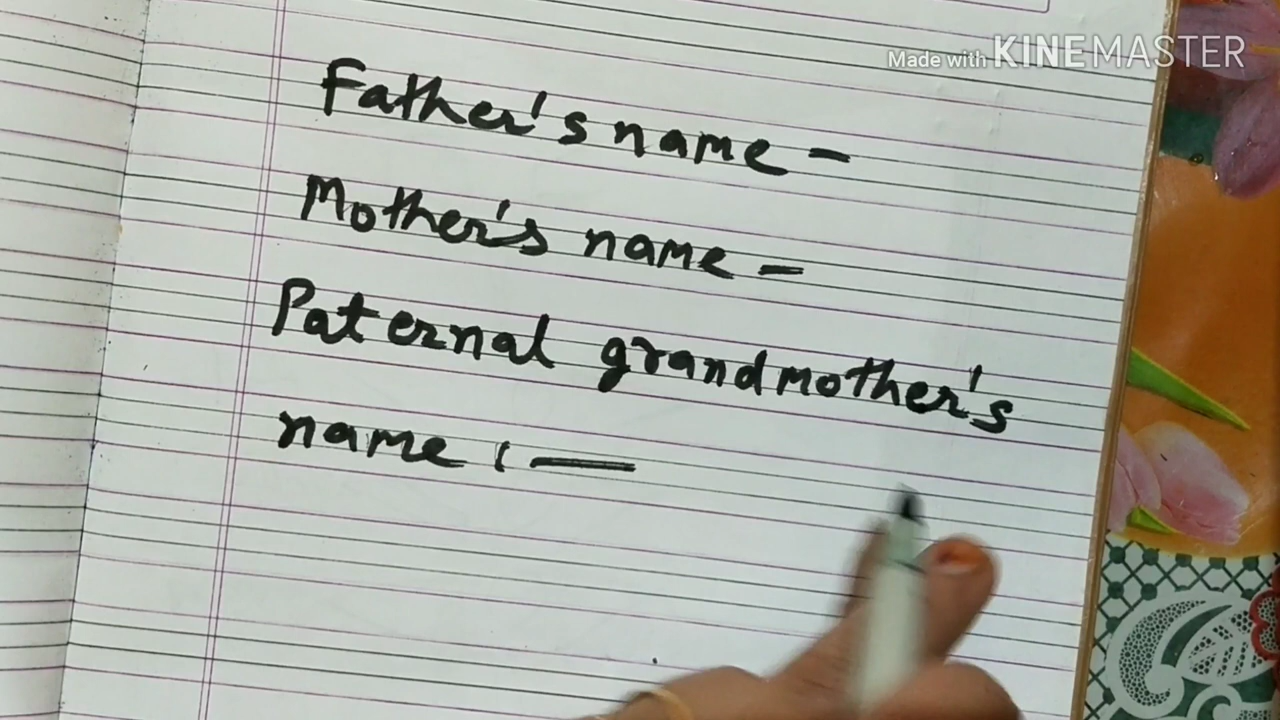 Made with KINEMASTER
Father's name -
Mother's name -
Paternal grandmother's
name : —